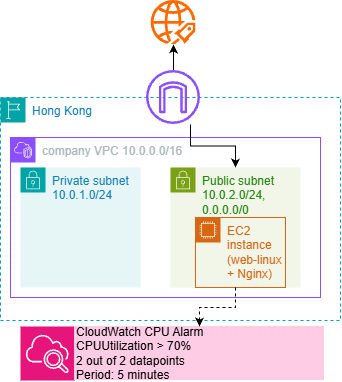 Hong Kong
company VPC 10.0.0.0/16
Private subnet
10.0.1.0/24
Public subnet
10.0.2.0/24,
0.0.0.0/0
EC2
instance
(web-linux
+ Nginx)
CloudWatch CPU Alarm
CPUUtilization > 70%
2 out of 2 datapoints
Period: 5 minutes